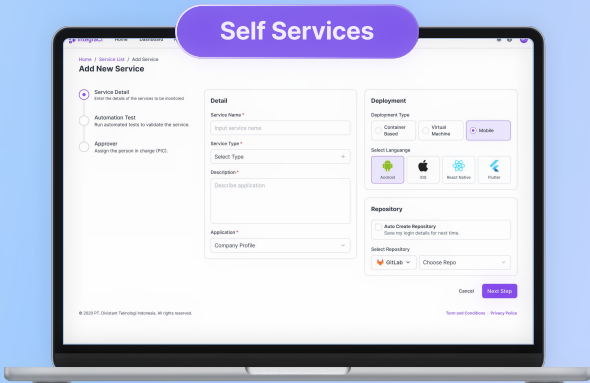 Self Services
Home
Dashboard
Home / Service List / Add Service
Add New Service
Service Detail
Enter the details of the services to be monitored
Automation Test
Run automated tests to validate the service.
Approver
Assign the person in charge (PIC).
Detail
Service Name *
Input service name
Service Type *
Select Type
Description *
Describe application
Application *
Company Profile
Deployment
Deployment Type
Container
Based
Virtual
Machine
Mobile
Select Languange
Android
iOS
React Native
Flutter
Repository
Auto Create Repository
Save my login details for next time.
Select Repository
GitLab
Choose Repo
Cancel
Next Step
© 2029 PT. Divistant Teknologi Indonesia, All rights reserved.
Term and Conditions
Privacy Policy